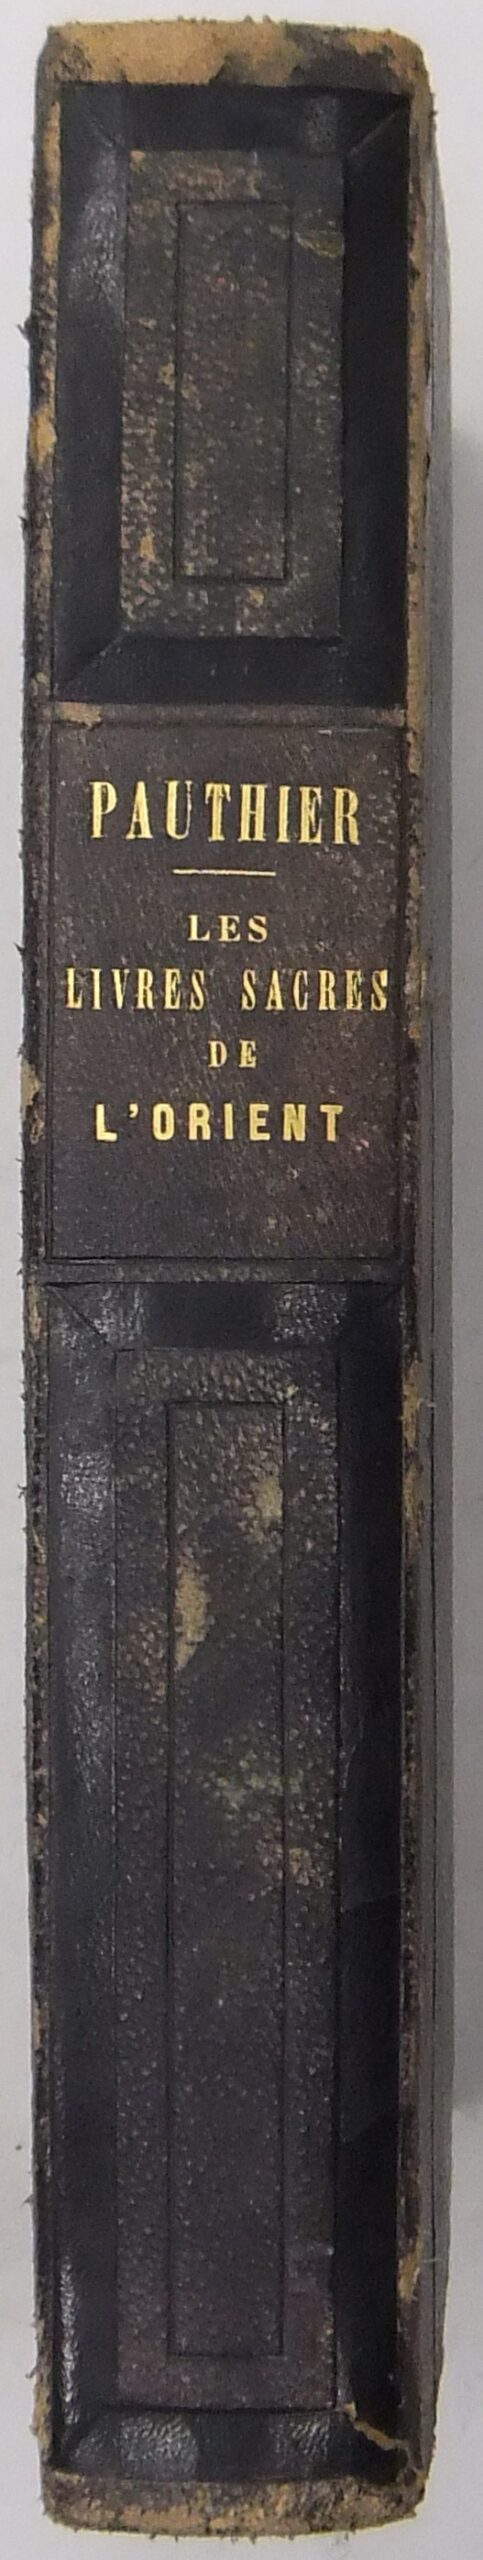 PAUTHIER
LES
LIVRES SACRES
DE
L'ORIENT